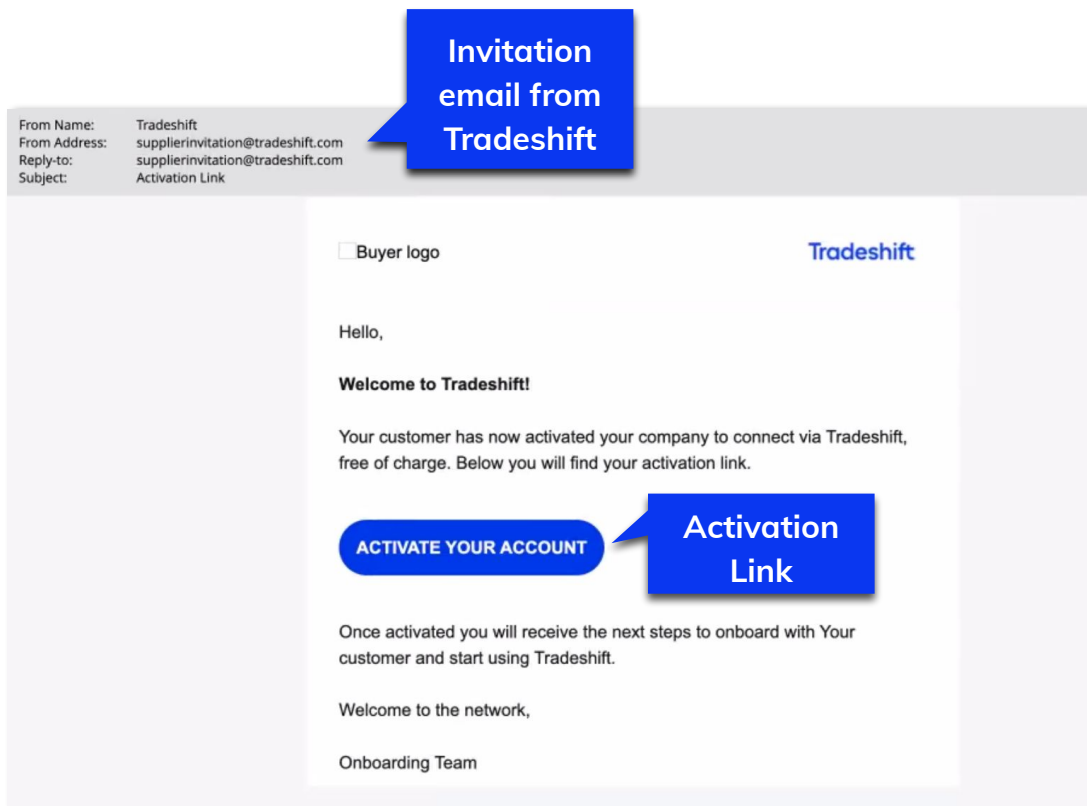 Invitation
email from
Tradeshift
From Name: Tradeshift
From Address: supplierinvitation@tradeshift.com
Reply-to: supplierinvitation@tradeshift.com
Subject: Activation Link
Buyer logo
Tradeshift
Hello,
Welcome to Tradeshift!
Your customer has now activated your company to connect via Tradeshift,
free of charge. Below you will find your activation link.
ACTIVATE YOUR ACCOUNT
Activation
Link
Once activated you will receive the next steps to onboard with Your
customer and start using Tradeshift.
Welcome to the network,
Onboarding Team